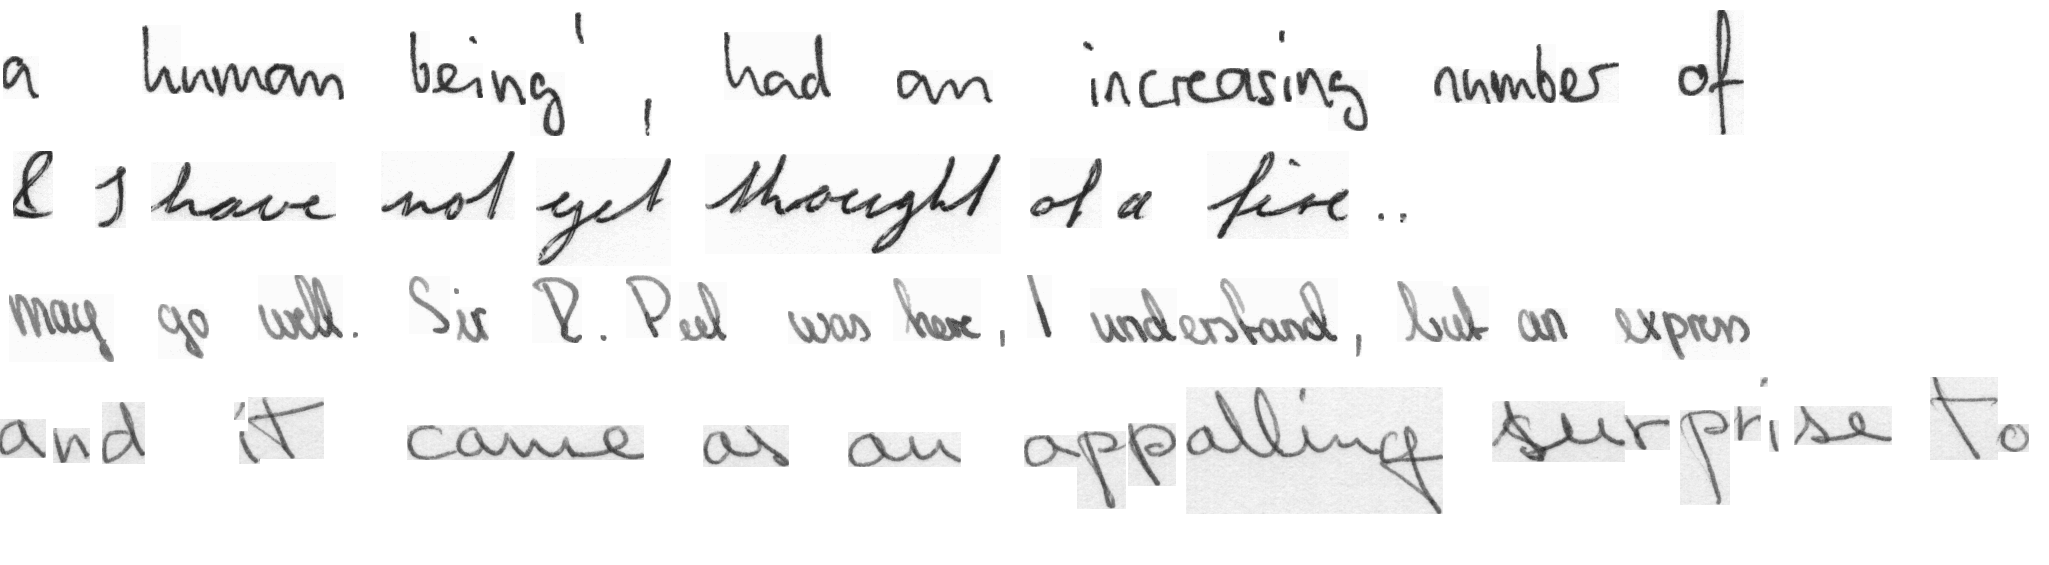 a human being', had an increasing number of
& I have not yet thought of a fire..
may go well. Sir R. Peel was here, I understand, but an express
and it came as an appalling surprise to